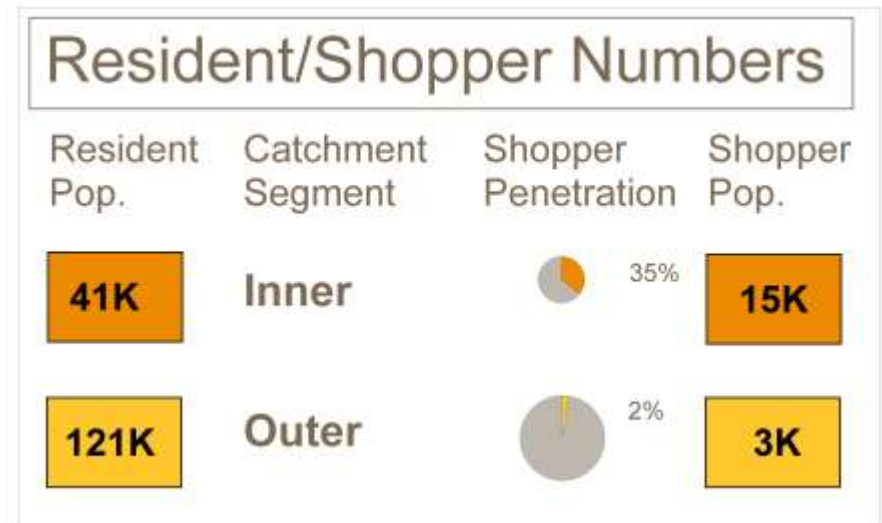 Resident/Shopper Numbers
Resident Pop.
Catchment Segment
Shopper Penetration
Shopper Pop.
41K
Inner
35%
15K
121K
Outer
2%
3K